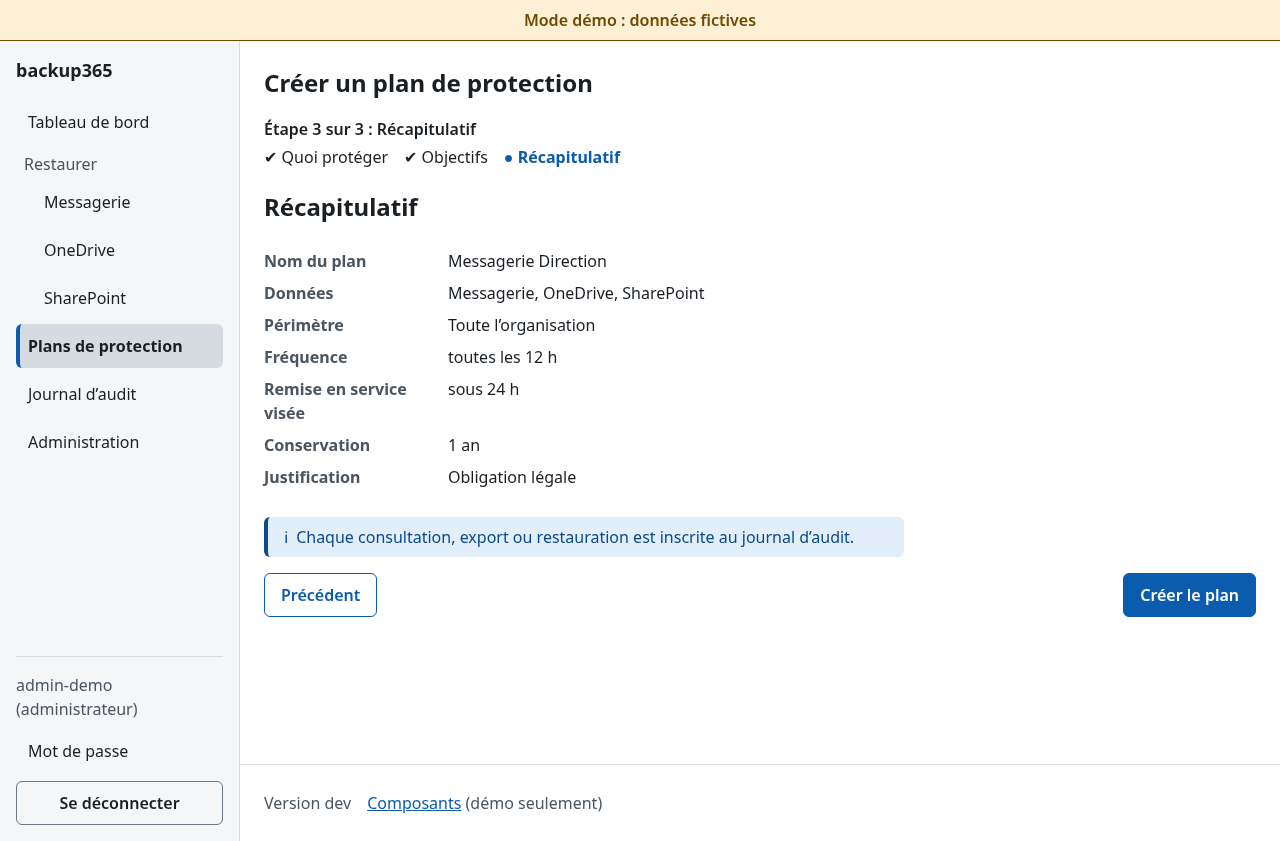 Mode démo : données fictives
backup365
Tableau de bord
Restaurer
Messagerie
OneDrive
SharePoint
Plans de protection
Journal d’audit
Administration
admin-demo
(administrateur)
Mot de passe
Se déconnecter
Créer un plan de protection
Étape 3 sur 3 : Récapitulatif
✔ Quoi protéger ✔ Objectifs ● Récapitulatif
Récapitulatif
Nom du plan Messagerie Direction
Données Messagerie, OneDrive, SharePoint
Périmètre Toute l’organisation
Fréquence toutes les 12 h
Remise en service sous 24 h
visée
Conservation 1 an
Justification Obligation légale
i Chaque consultation, export ou restauration est inscrite au journal d’audit.
Précédent Créer le plan
Version dev Composants (démo seulement)